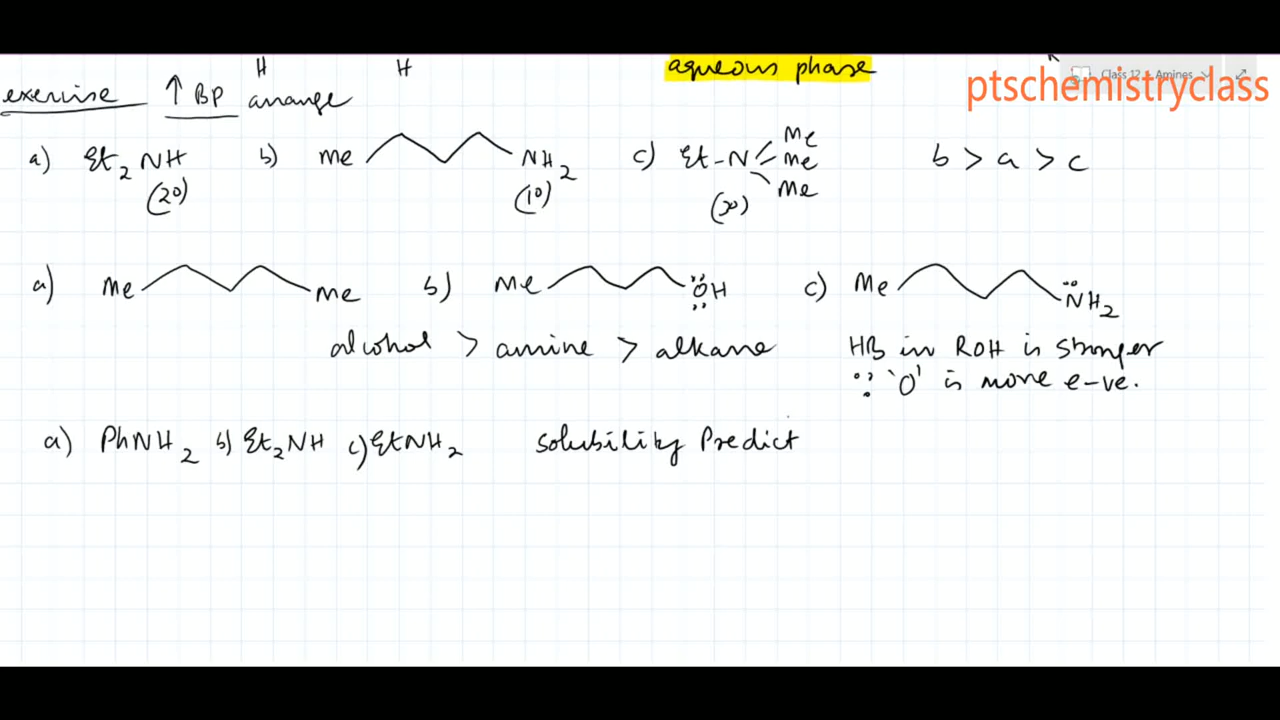 H H aqueous phase
Class 12 - Amines
ptschemistryclass
exercise ↑ BP arrange
a) Et2NH b) Me NH2 c) Et-N Me Me Me b > a > c
(2°) (1°) (3°)
a) Me Me b) Me OH c) Me NH2
alcohol > amine > alkane HB in ROH is stronger
∵ 'O' is more e-ve.
a) PhNH2 b) Et2NH c) EtNH2 solubility Predict